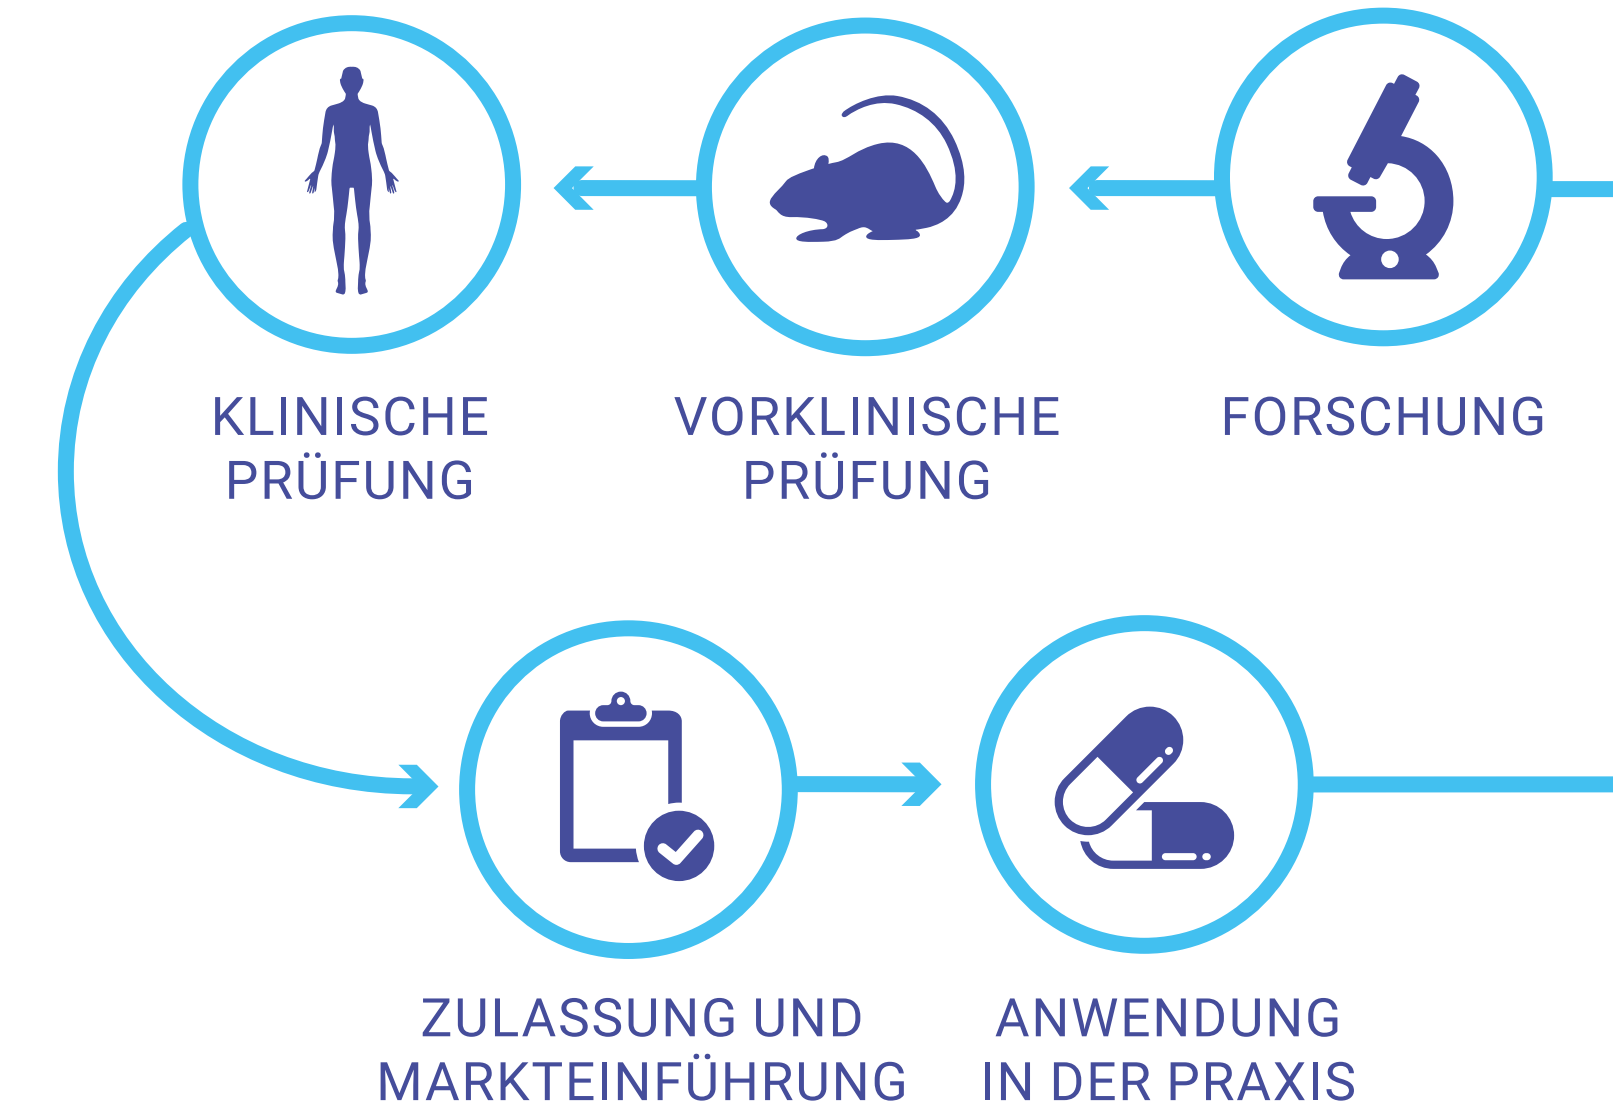 KLINISCHE
PRÜFUNG
VORKLINISCHE
PRÜFUNG
FORSCHUNG
ZULASSUNG UND
MARKTEINFÜHRUNG
ANWENDUNG
IN DER PRAXIS